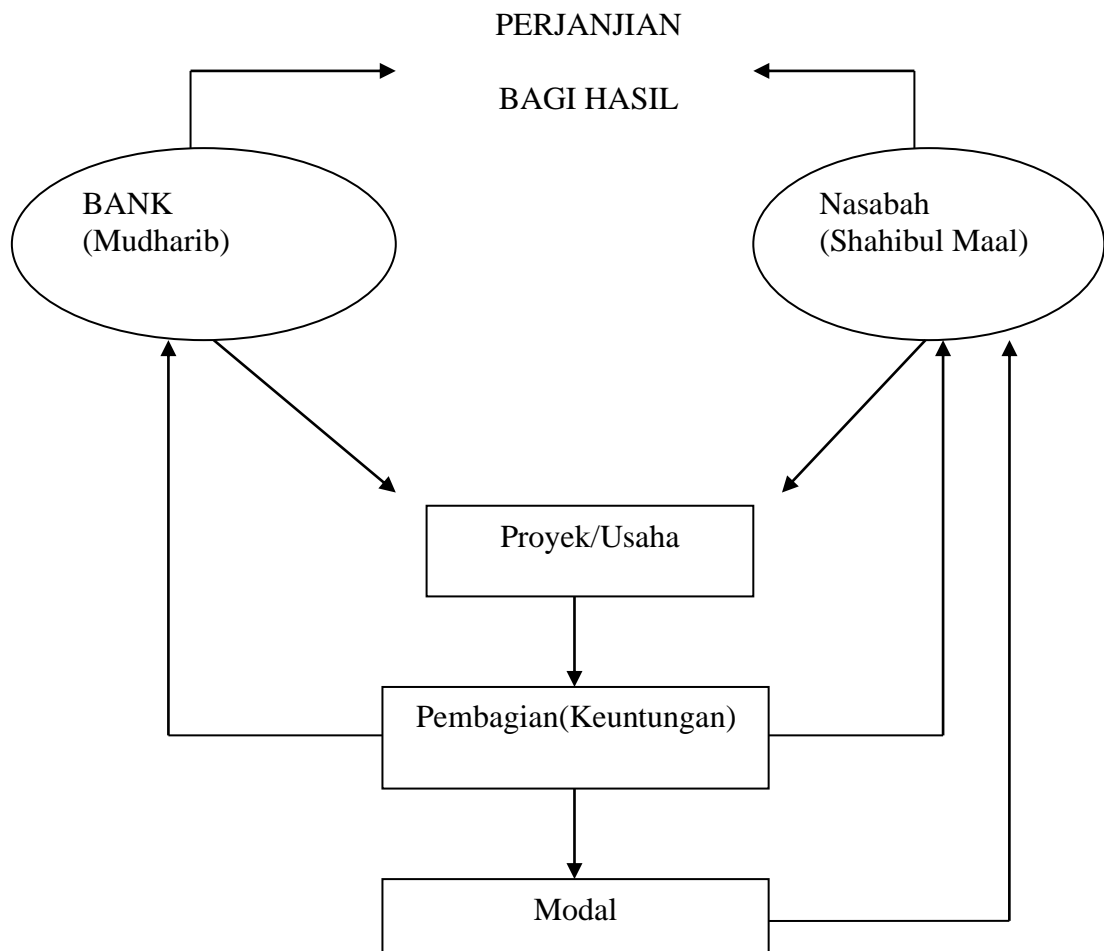 PERJANJIAN
BAGI HASIL
BANK
(Mudharib)
Nasabah
(Shahibul Maal)
Proyek/Usaha
Pembagian(Keuntungan)
Modal